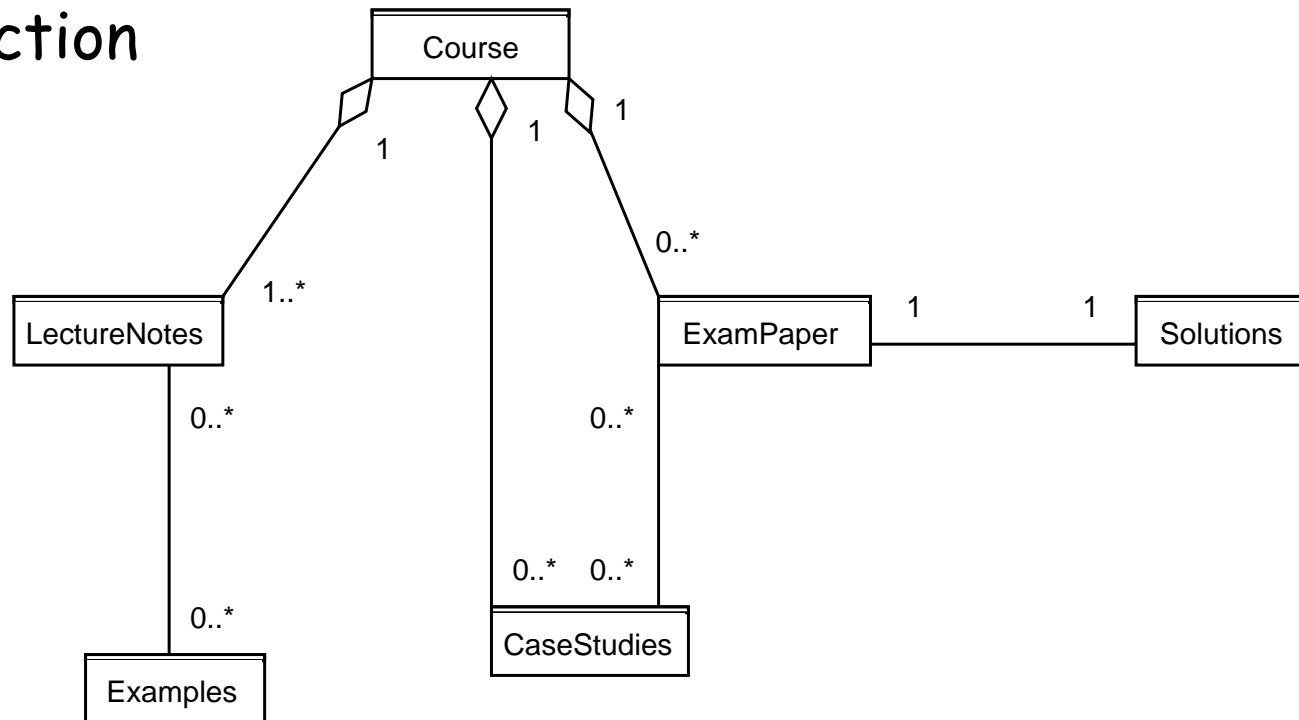 ction
Course
1
1
1
0..*
1..*
LectureNotes
ExamPaper
1
1
Solutions
0..*
0..*
0..*
0..*
0..*
CaseStudies
Examples